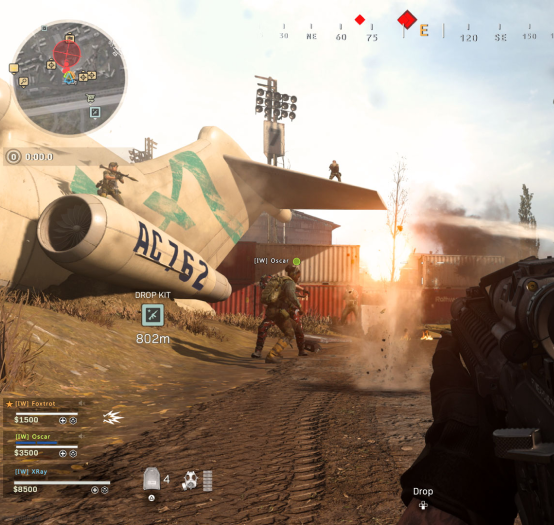 30 NE 60 75 E 120 SE 150
0:00.0
AC762
[IW] Oscar
DROP KIT
802m
[IW] Foxtrot
$1500
[IW] Oscar
$3500
[IW] XRay
$8500
4
Drop